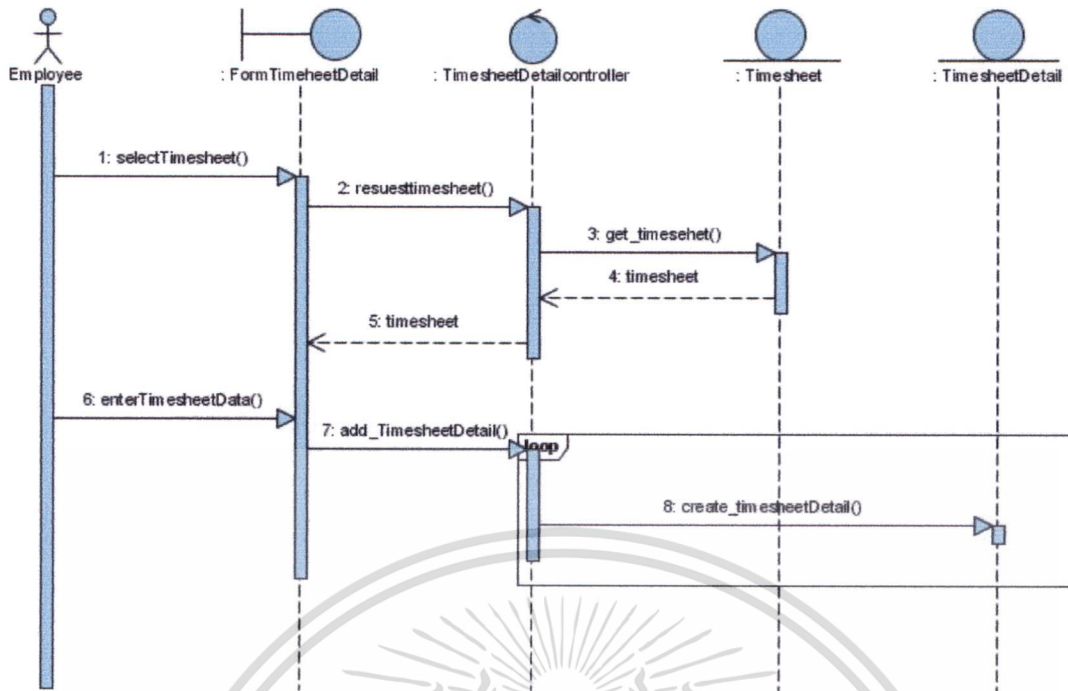 Employee
: FormTimeheetDetail
: TimesheetDetailcontroller
: Timesheet
: TimesheetDetail
1: selectTimesheet()
2: resuesttimesheet()
3: get_timesehet()
4: timesheet
5: timesheet
6: enterTimesheetData()
7: add_TimesheetDetail()
loop
8: create_timesheetDetail()